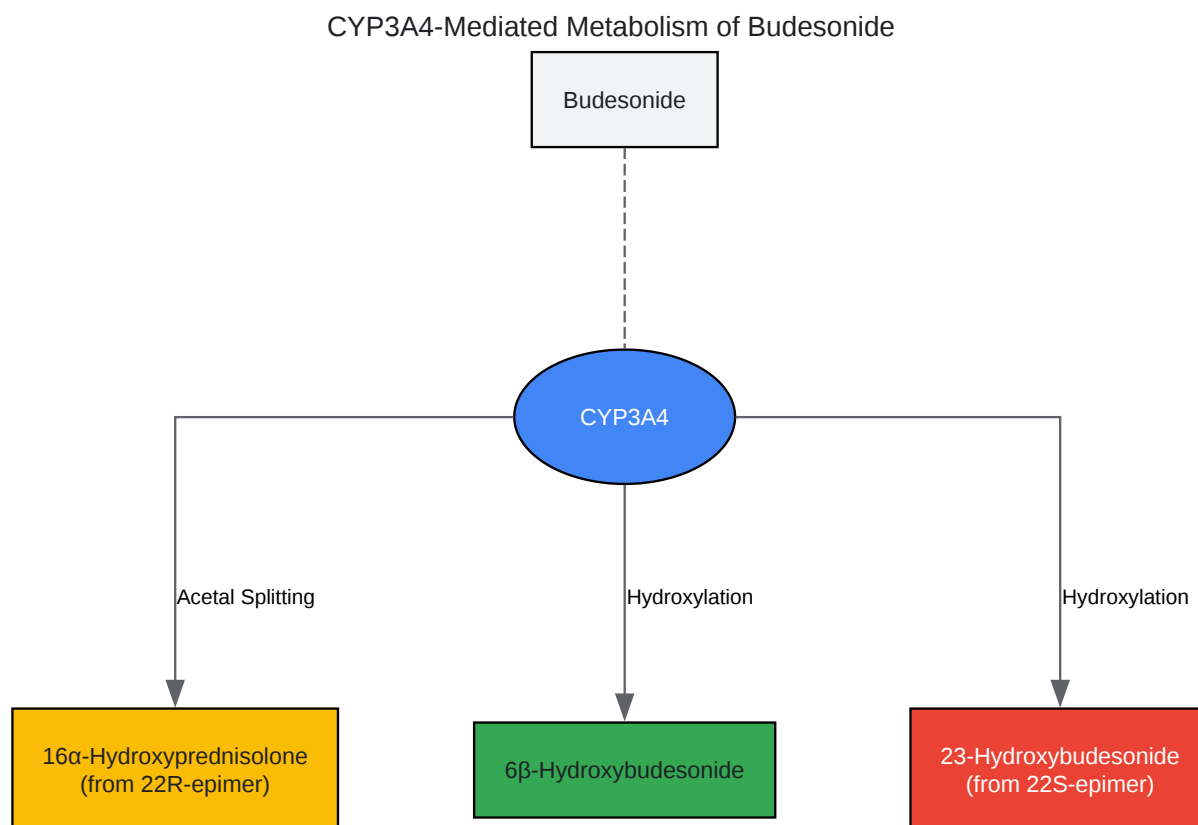 CYP3A4-Mediated Metabolism of Budesonide
Budesonide
CYP3A4
Acetal Splitting
Hydroxylation
Hydroxylation
16α-Hydroxyprednisolone
(from 22R-epimer)
6β-Hydroxybudesonide
23-Hydroxybudesonide
(from 22S-epimer)